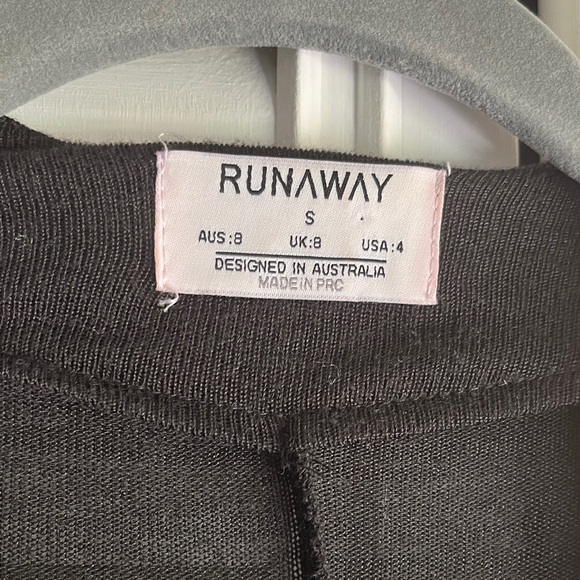 RUNAWAY
S
AUS:8 UK:8 USA:4
DESIGNED IN AUSTRALIA
MADE IN PRC